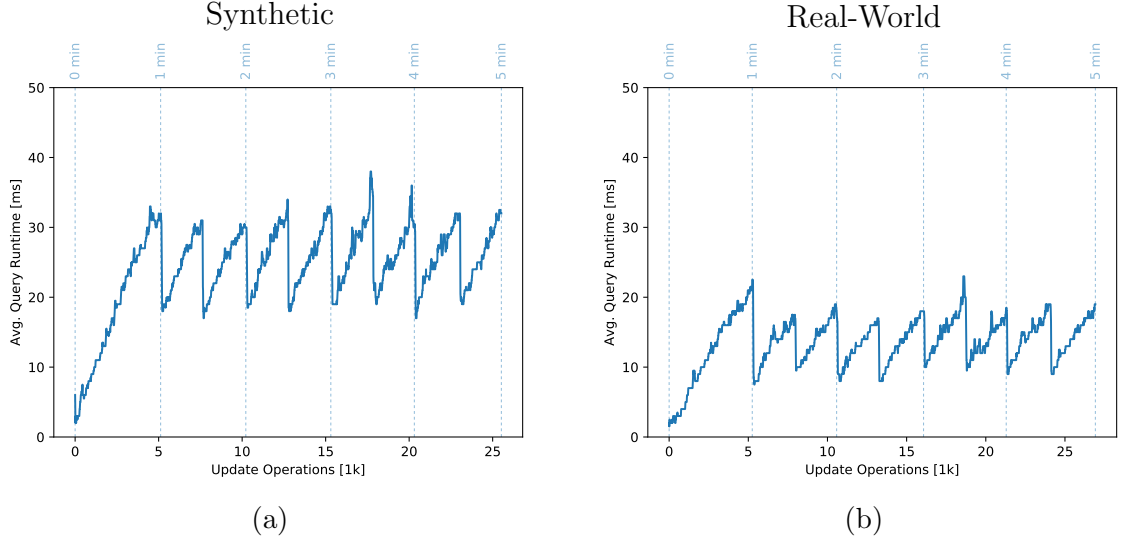 Synthetic
0 min
1 min
2 min
3 min
4 min
5 min
50
40
30
20
10
0
Avg. Query Runtime [ms]
0 5 10 15 20 25
Update Operations [1k]
(a)
Real-World
0 min
1 min
2 min
3 min
4 min
5 min
50
40
30
20
10
0
Avg. Query Runtime [ms]
0 5 10 15 20 25
Update Operations [1k]
(b)